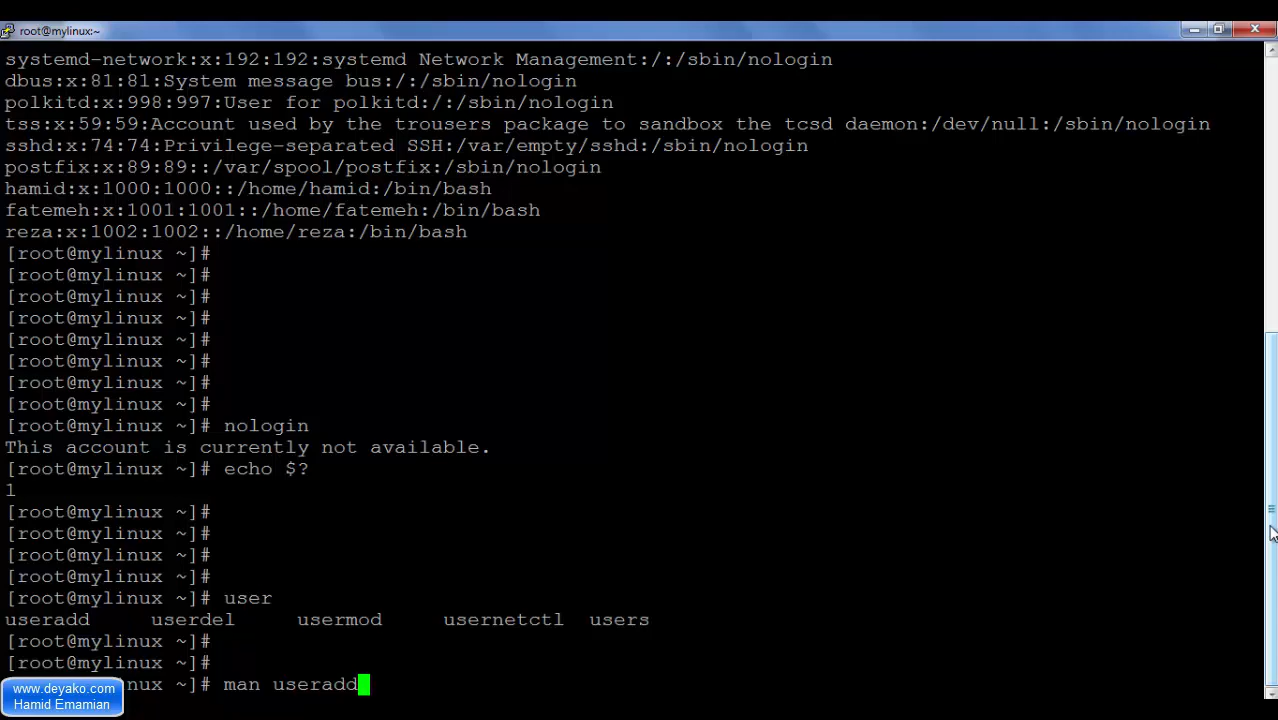 root@mylinux:~
systemd-network:x:192:192:systemd Network Management:/:/sbin/nologin
dbus:x:81:81:System message bus:/:/sbin/nologin
polkitd:x:998:997:User for polkitd:/:/sbin/nologin
tss:x:59:59:Account used by the trousers package to sandbox the tcsd daemon:/dev/null:/sbin/nologin
sshd:x:74:74:Privilege-separated SSH:/var/empty/sshd:/sbin/nologin
postfix:x:89:89::/var/spool/postfix:/sbin/nologin
hamid:x:1000:1000::/home/hamid:/bin/bash
fatemeh:x:1001:1001::/home/fatemeh:/bin/bash
reza:x:1002:1002::/home/reza:/bin/bash
[root@mylinux ~]#
[root@mylinux ~]#
[root@mylinux ~]#
[root@mylinux ~]#
[root@mylinux ~]#
[root@mylinux ~]#
[root@mylinux ~]#
[root@mylinux ~]#
[root@mylinux ~]# nologin
This account is currently not available.
[root@mylinux ~]# echo $?
1
[root@mylinux ~]#
[root@mylinux ~]#
[root@mylinux ~]#
[root@mylinux ~]#
[root@mylinux ~]# user
useradd userdel usermod usernetctl users
[root@mylinux ~]#
[root@mylinux ~]#
inux ~]# man useradd
www.deyako.com
Hamid Emamian